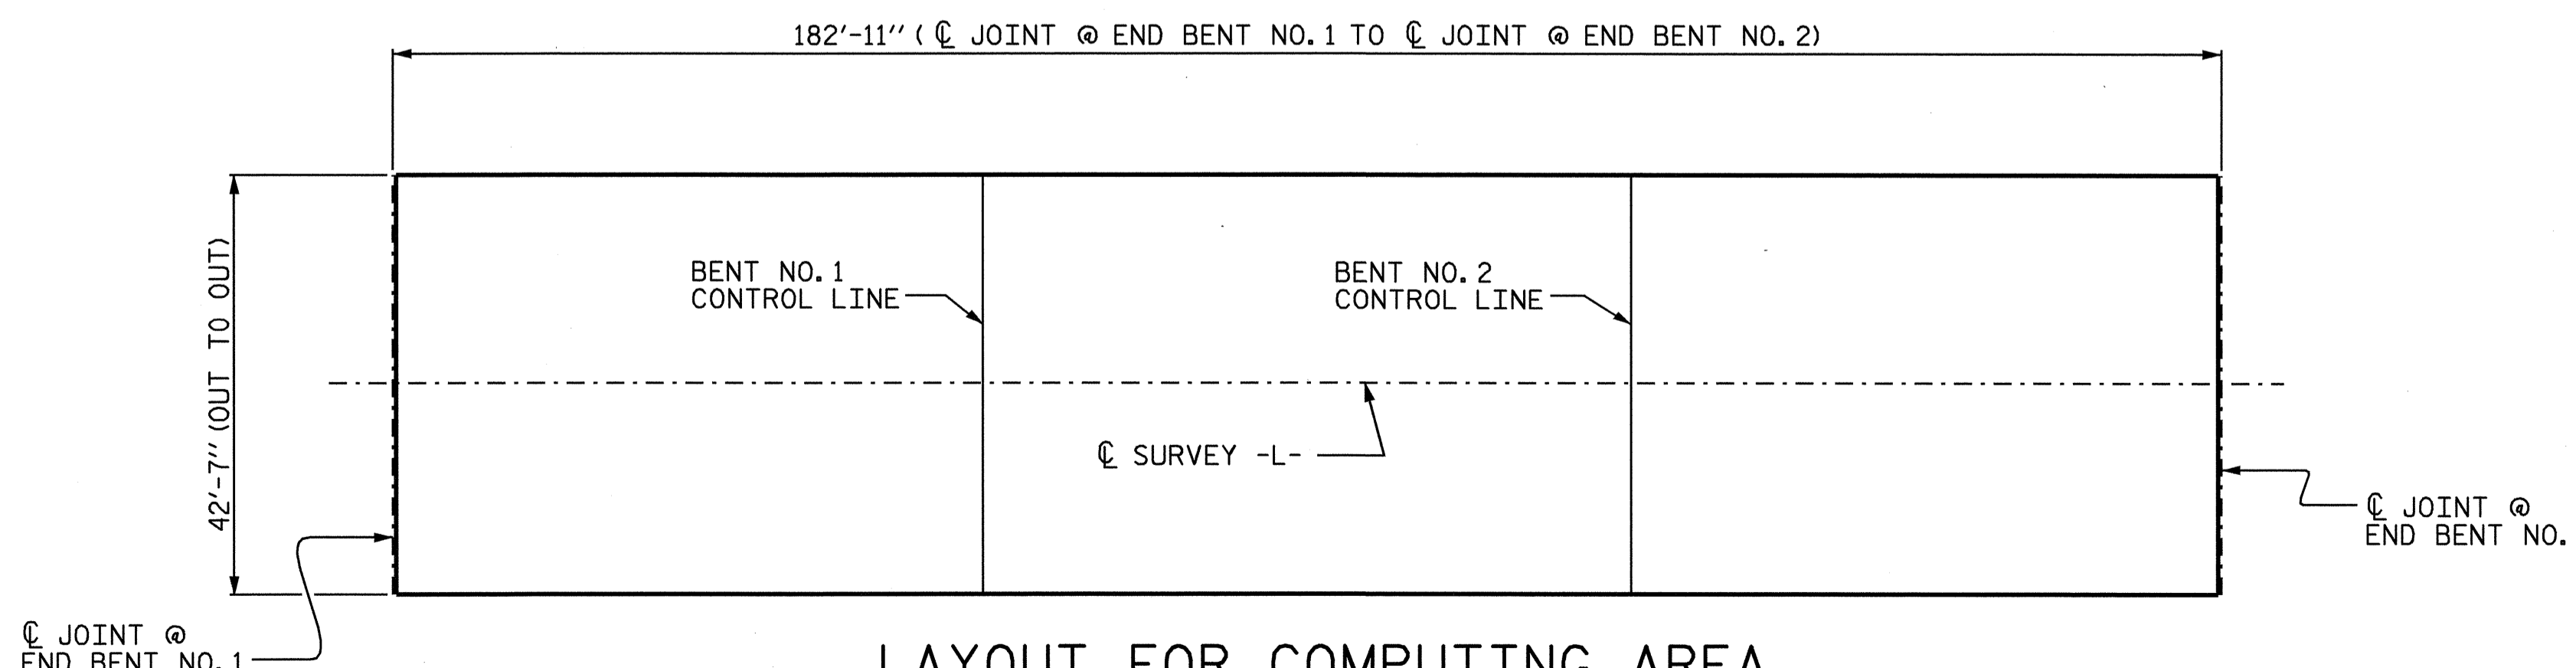 182'-11" ( ℄ JOINT @ END BENT NO. 1 TO ℄ JOINT @ END BENT NO. 2)
42'-7" (OUT TO OUT)
BENT NO. 1
CONTROL LINE
BENT NO. 2
CONTROL LINE
℄ SURVEY -L-
℄ JOINT @
END BENT NO.
℄ JOINT @
END BENT NO. 1
LAYOUT FOR COMPUTING AREA